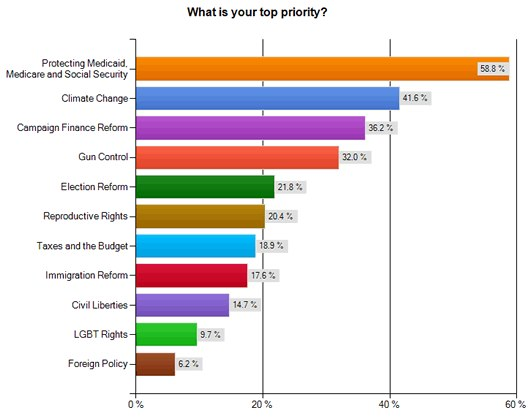 What is your top priority?
Protecting Medicaid,
Medicare and Social Security
58.8 %
Climate Change
41.6 %
Campaign Finance Reform
36.2 %
Gun Control
32.0 %
Election Reform
21.8 %
Reproductive Rights
20.4 %
Taxes and the Budget
18.9 %
Immigration Reform
17.6 %
Civil Liberties
14.7 %
LGBT Rights
9.7 %
Foreign Policy
6.2 %
0 %
20 %
40 %
60 %